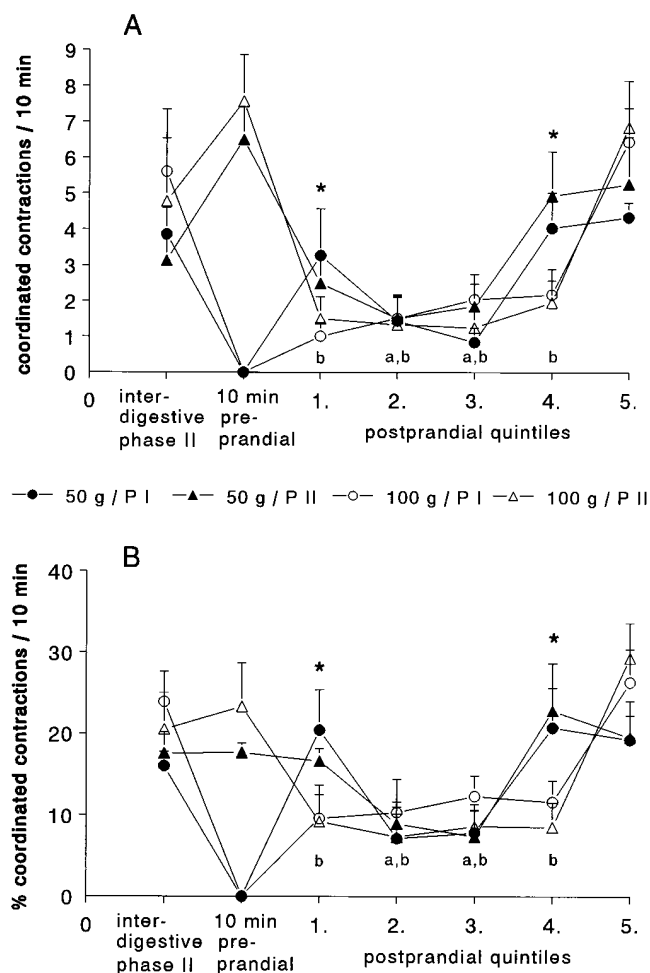 A
coordinated contractions / 10 min
9
8
7
6
5
4
3
2
1
0
*
*
b
a,b
a,b
b
0
inter-
digestive
phase II
10 min
pre-
prandial
1.
2.
3.
4.
5.
postprandial quintiles
50 g / P I
50 g / P II
100 g / P I
100 g / P II
B
% coordinated contractions / 10 min
40
30
20
10
0
*
*
b
a,b
a,b
b
0
inter-
digestive
phase II
10 min
pre-
prandial
1.
2.
3.
4.
5.
postprandial quintiles